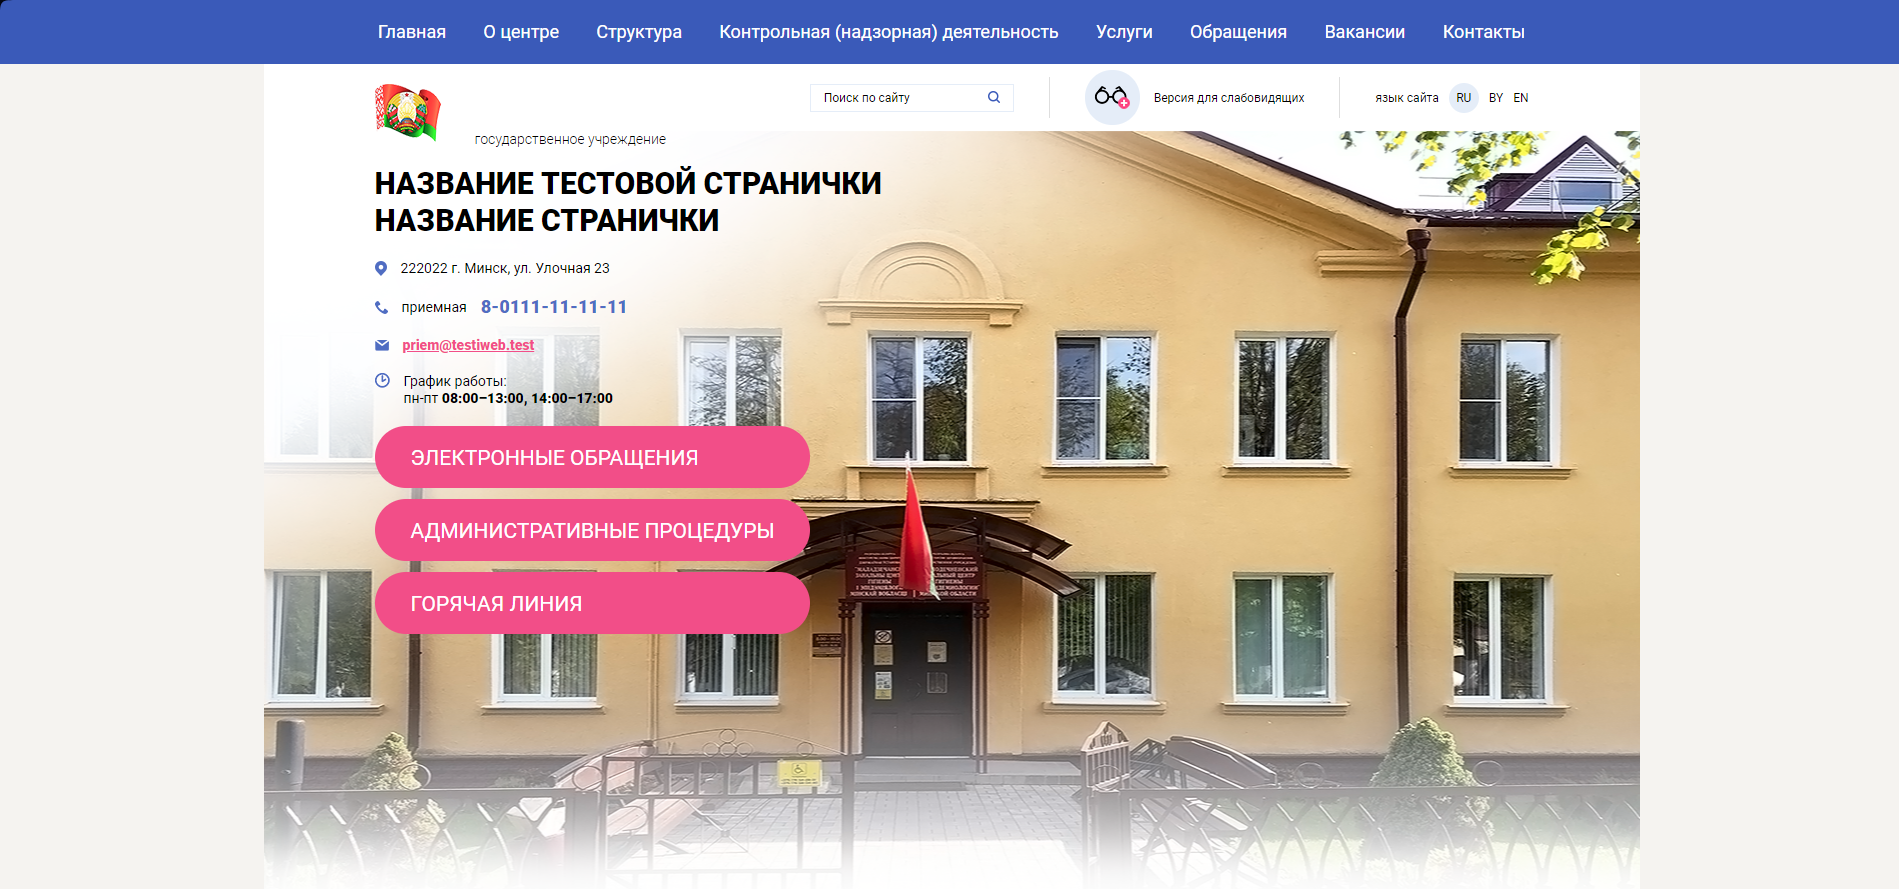 Главная О центре Структура Контрольная (надзорная) деятельность Услуги Обращения Вакансии Контакты
Поиск по сайту Версия для слабовидящих язык сайта RU BY EN
государственное учреждение
НАЗВАНИЕ ТЕСТОВОЙ СТРАНИЧКИ
НАЗВАНИЕ СТРАНИЧКИ
222022 г. Минск, ул. Улочная 23
приемная 8-0111-11-11-11
priem@testiweb.test
График работы:
пн-пт 08:00–13:00, 14:00–17:00
ЭЛЕКТРОННЫЕ ОБРАЩЕНИЯ
АДМИНИСТРАТИВНЫЕ ПРОЦЕДУРЫ
ГОРЯЧАЯ ЛИНИЯ